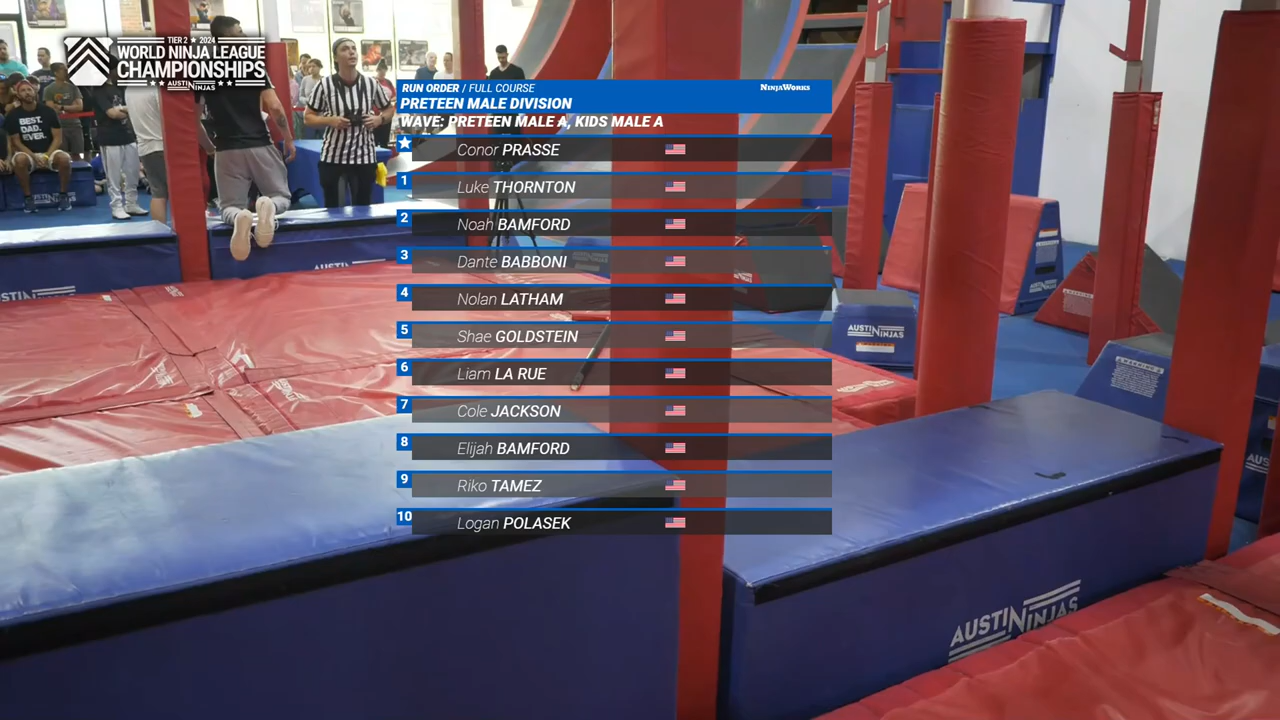 TIER 2 ★ 2024
WORLD NINJA LEAGUE
CHAMPIONSHIPS
AUSTIN NINJAS
BEST.
DAD.
EVER.
RUN ORDER / FULL COURSE
NINJAWORKS
PRETEEN MALE DIVISION
WAVE: PRETEEN MALE A, KIDS MALE A
★ Conor PRASSE
1 Luke THORNTON
2 Noah BAMFORD
3 Dante BABBONI
4 Nolan LATHAM
5 Shae GOLDSTEIN
6 Liam LA RUE
7 Cole JACKSON
8 Elijah BAMFORD
9 Riko TAMEZ
10 Logan POLASEK
AUSTIN NINJAS
AUSTIN NINJAS